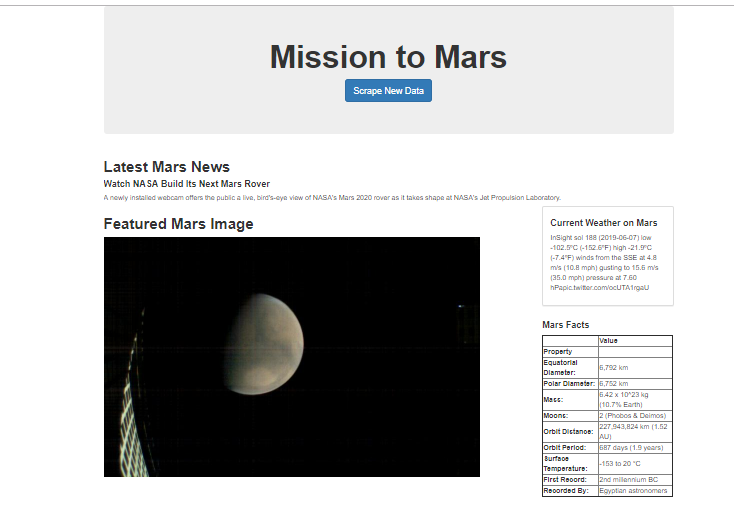 Mission to Mars
Scrape New Data
Latest Mars News
Watch NASA Build Its Next Mars Rover
A newly installed webcam offers the public a live, bird's-eye view of NASA's Mars 2020 rover as it takes shape at NASA's Jet Propulsion Laboratory.
Featured Mars Image
Current Weather on Mars
InSight sol 188 (2019-06-07) low
-102.5ºC (-152.6ºF) high -21.9ºC
(-7.4ºF) winds from the SSE at 4.8
m/s (10.8 mph) gusting to 15.6 m/s
(35.0 mph) pressure at 7.60
hPapic.twitter.com/ocUTA1rgaU
Mars Facts
Value
Property
Equatorial Diameter: 6,792 km
Polar Diameter: 6,752 km
Mass: 6.42 x 10^23 kg (10.7% Earth)
Moons: 2 (Phobos & Deimos)
Orbit Distance: 227,943,824 km (1.52 AU)
Orbit Period: 687 days (1.9 years)
Surface Temperature: -153 to 20 °C
First Record: 2nd millennium BC
Recorded By: Egyptian astronomers